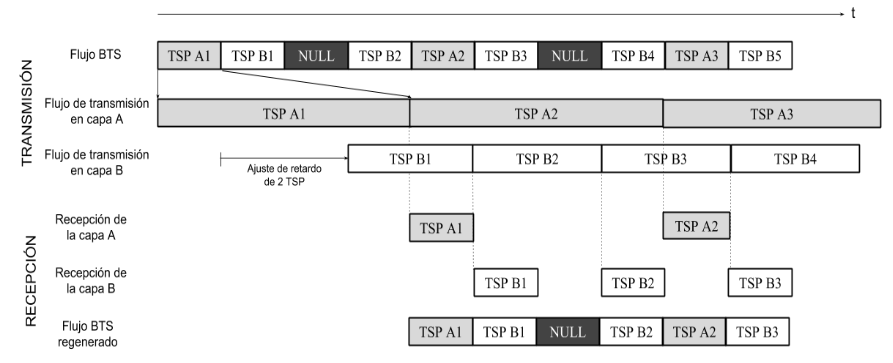 t
TRANSMISIÓN
Flujo BTS
TSP A1 TSP B1 NULL TSP B2 TSP A2 TSP B3 NULL TSP B4 TSP A3 TSP B5
Flujo de transmisión
en capa A
TSP A1 TSP A2 TSP A3
Flujo de transmisión
en capa B
Ajuste de retardo
de 2 TSP
TSP B1 TSP B2 TSP B3 TSP B4
RECEPCIÓN
Recepción de
la capa A
TSP A1 TSP A2
Recepción de
la capa B
TSP B1 TSP B2 TSP B3
Flujo BTS
regenerado
TSP A1 TSP B1 NULL TSP B2 TSP A2 TSP B3